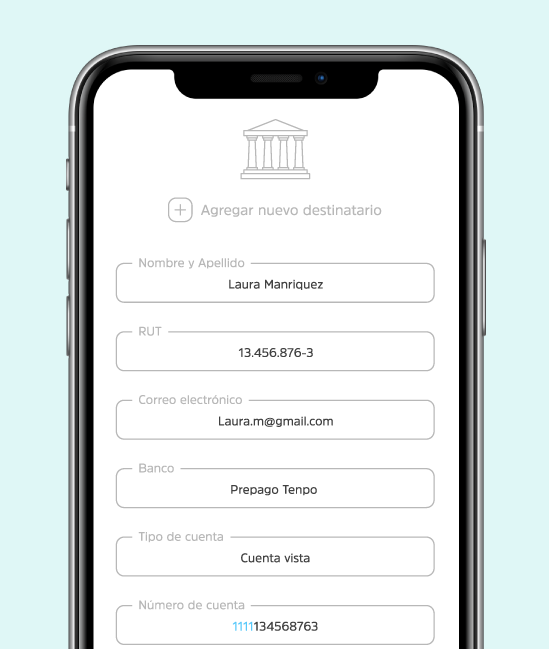 Agregar nuevo destinatario
Nombre y Apellido
Laura Manriquez
RUT
13.456.876-3
Correo electrónico
Laura.m@gmail.com
Banco
Prepago Tenpo
Tipo de cuenta
Cuenta vista
Número de cuenta
1111134568763